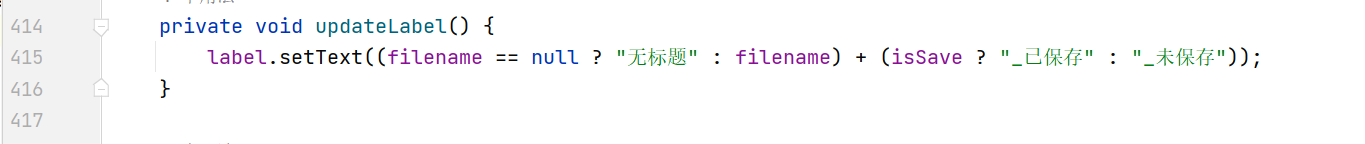 414 private void updateLabel() {
415 label.setText((filename == null ? "无标题" : filename) + (isSave ? "_已保存" : "_未保存"));
416 }
417